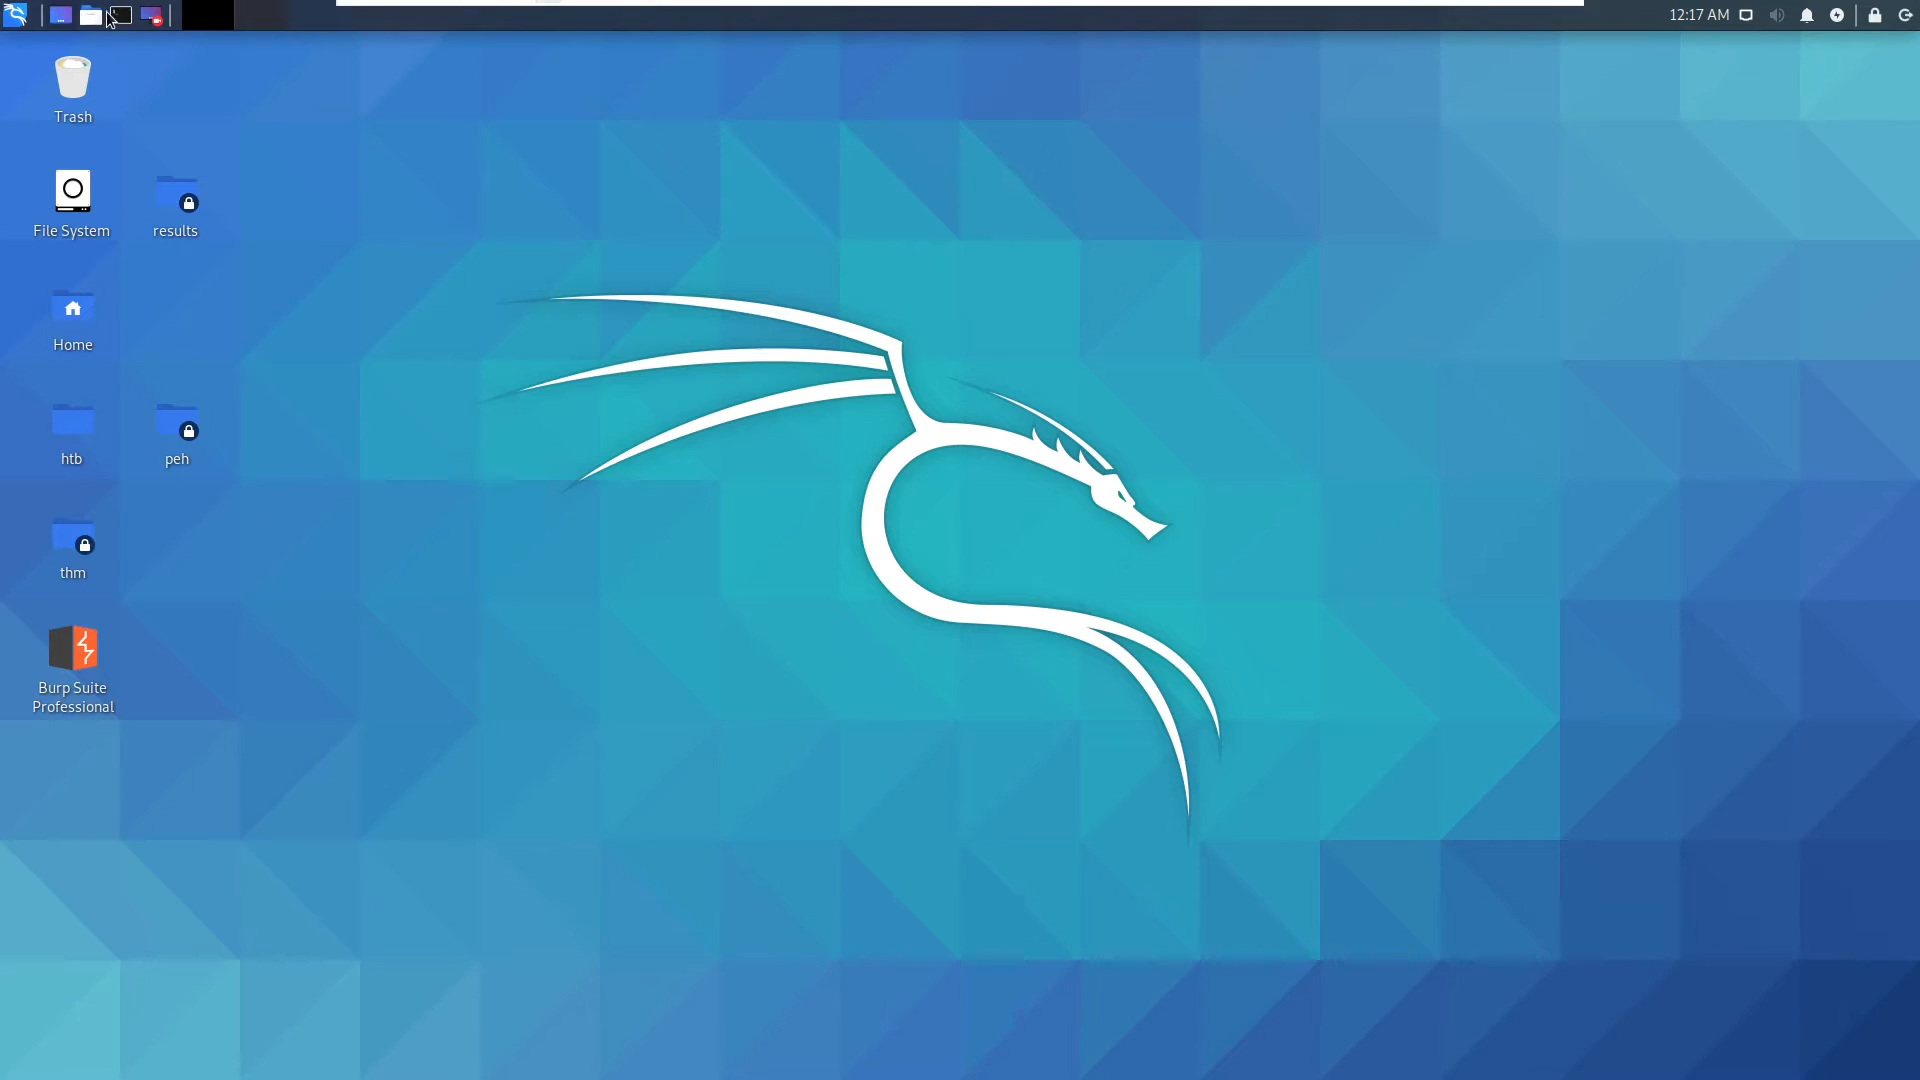 12:17 AM
Trash
File System
results
Home
htb
peh
thm
Burp Suite
Professional